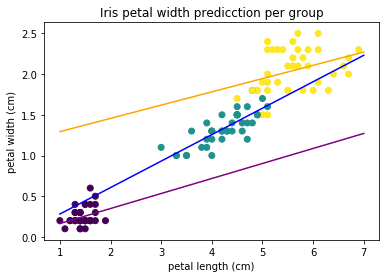 Iris petal width predicction per group
petal width (cm)
2.5
2.0
1.5
1.0
0.5
0.0
1 2 3 4 5 6 7
petal length (cm)